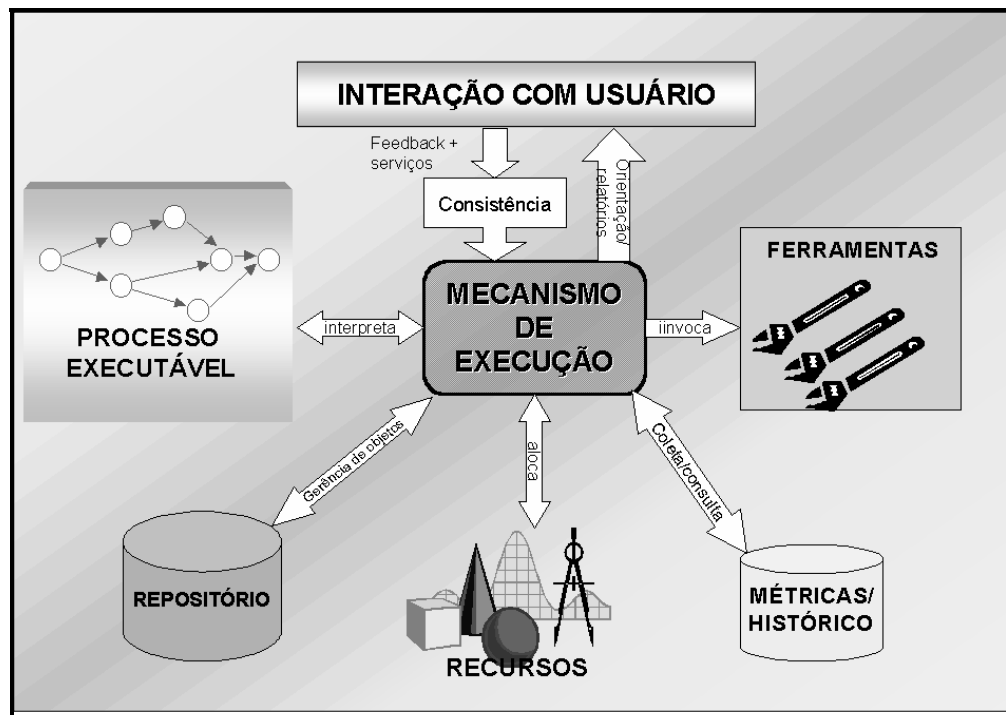 INTERAÇÃO COM USUÁRIO
Feedback +
serviços
Orientação/
relatórios
Consistência
MECANISMO
DE
EXECUÇÃO
PROCESSO
EXECUTÁVEL
interpreta
iinvoca
FERRAMENTAS
Gerência de objetos
aloca
Coleta/consulta
REPOSITÓRIO
RECURSOS
MÉTRICAS/
HISTÓRICO